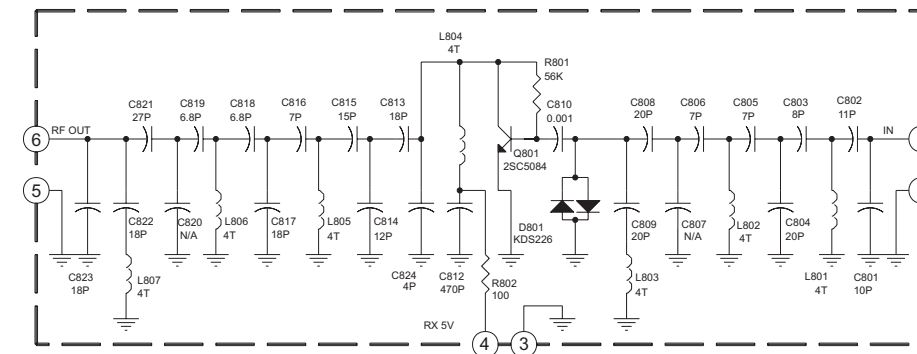 L804
4T
R801
56K
C821
27P
C819
6.8P
C818
6.8P
C816
7P
C815
15P
C813
18P
C810
0.001
C808
20P
C806
7P
C805
7P
C803
8P
C802
11P
6
RF OUT
IN
Q801
2SC5084
5
C822
18P
C820
N/A
L806
4T
C817
18P
L805
4T
C814
12P
D801
KDS226
C809
20P
C807
N/A
L802
4T
C804
20P
C823
18P
L807
4T
C824
4P
C812
470P
R802
100
L803
4T
L801
4T
C801
10P
RX 5V
4
3